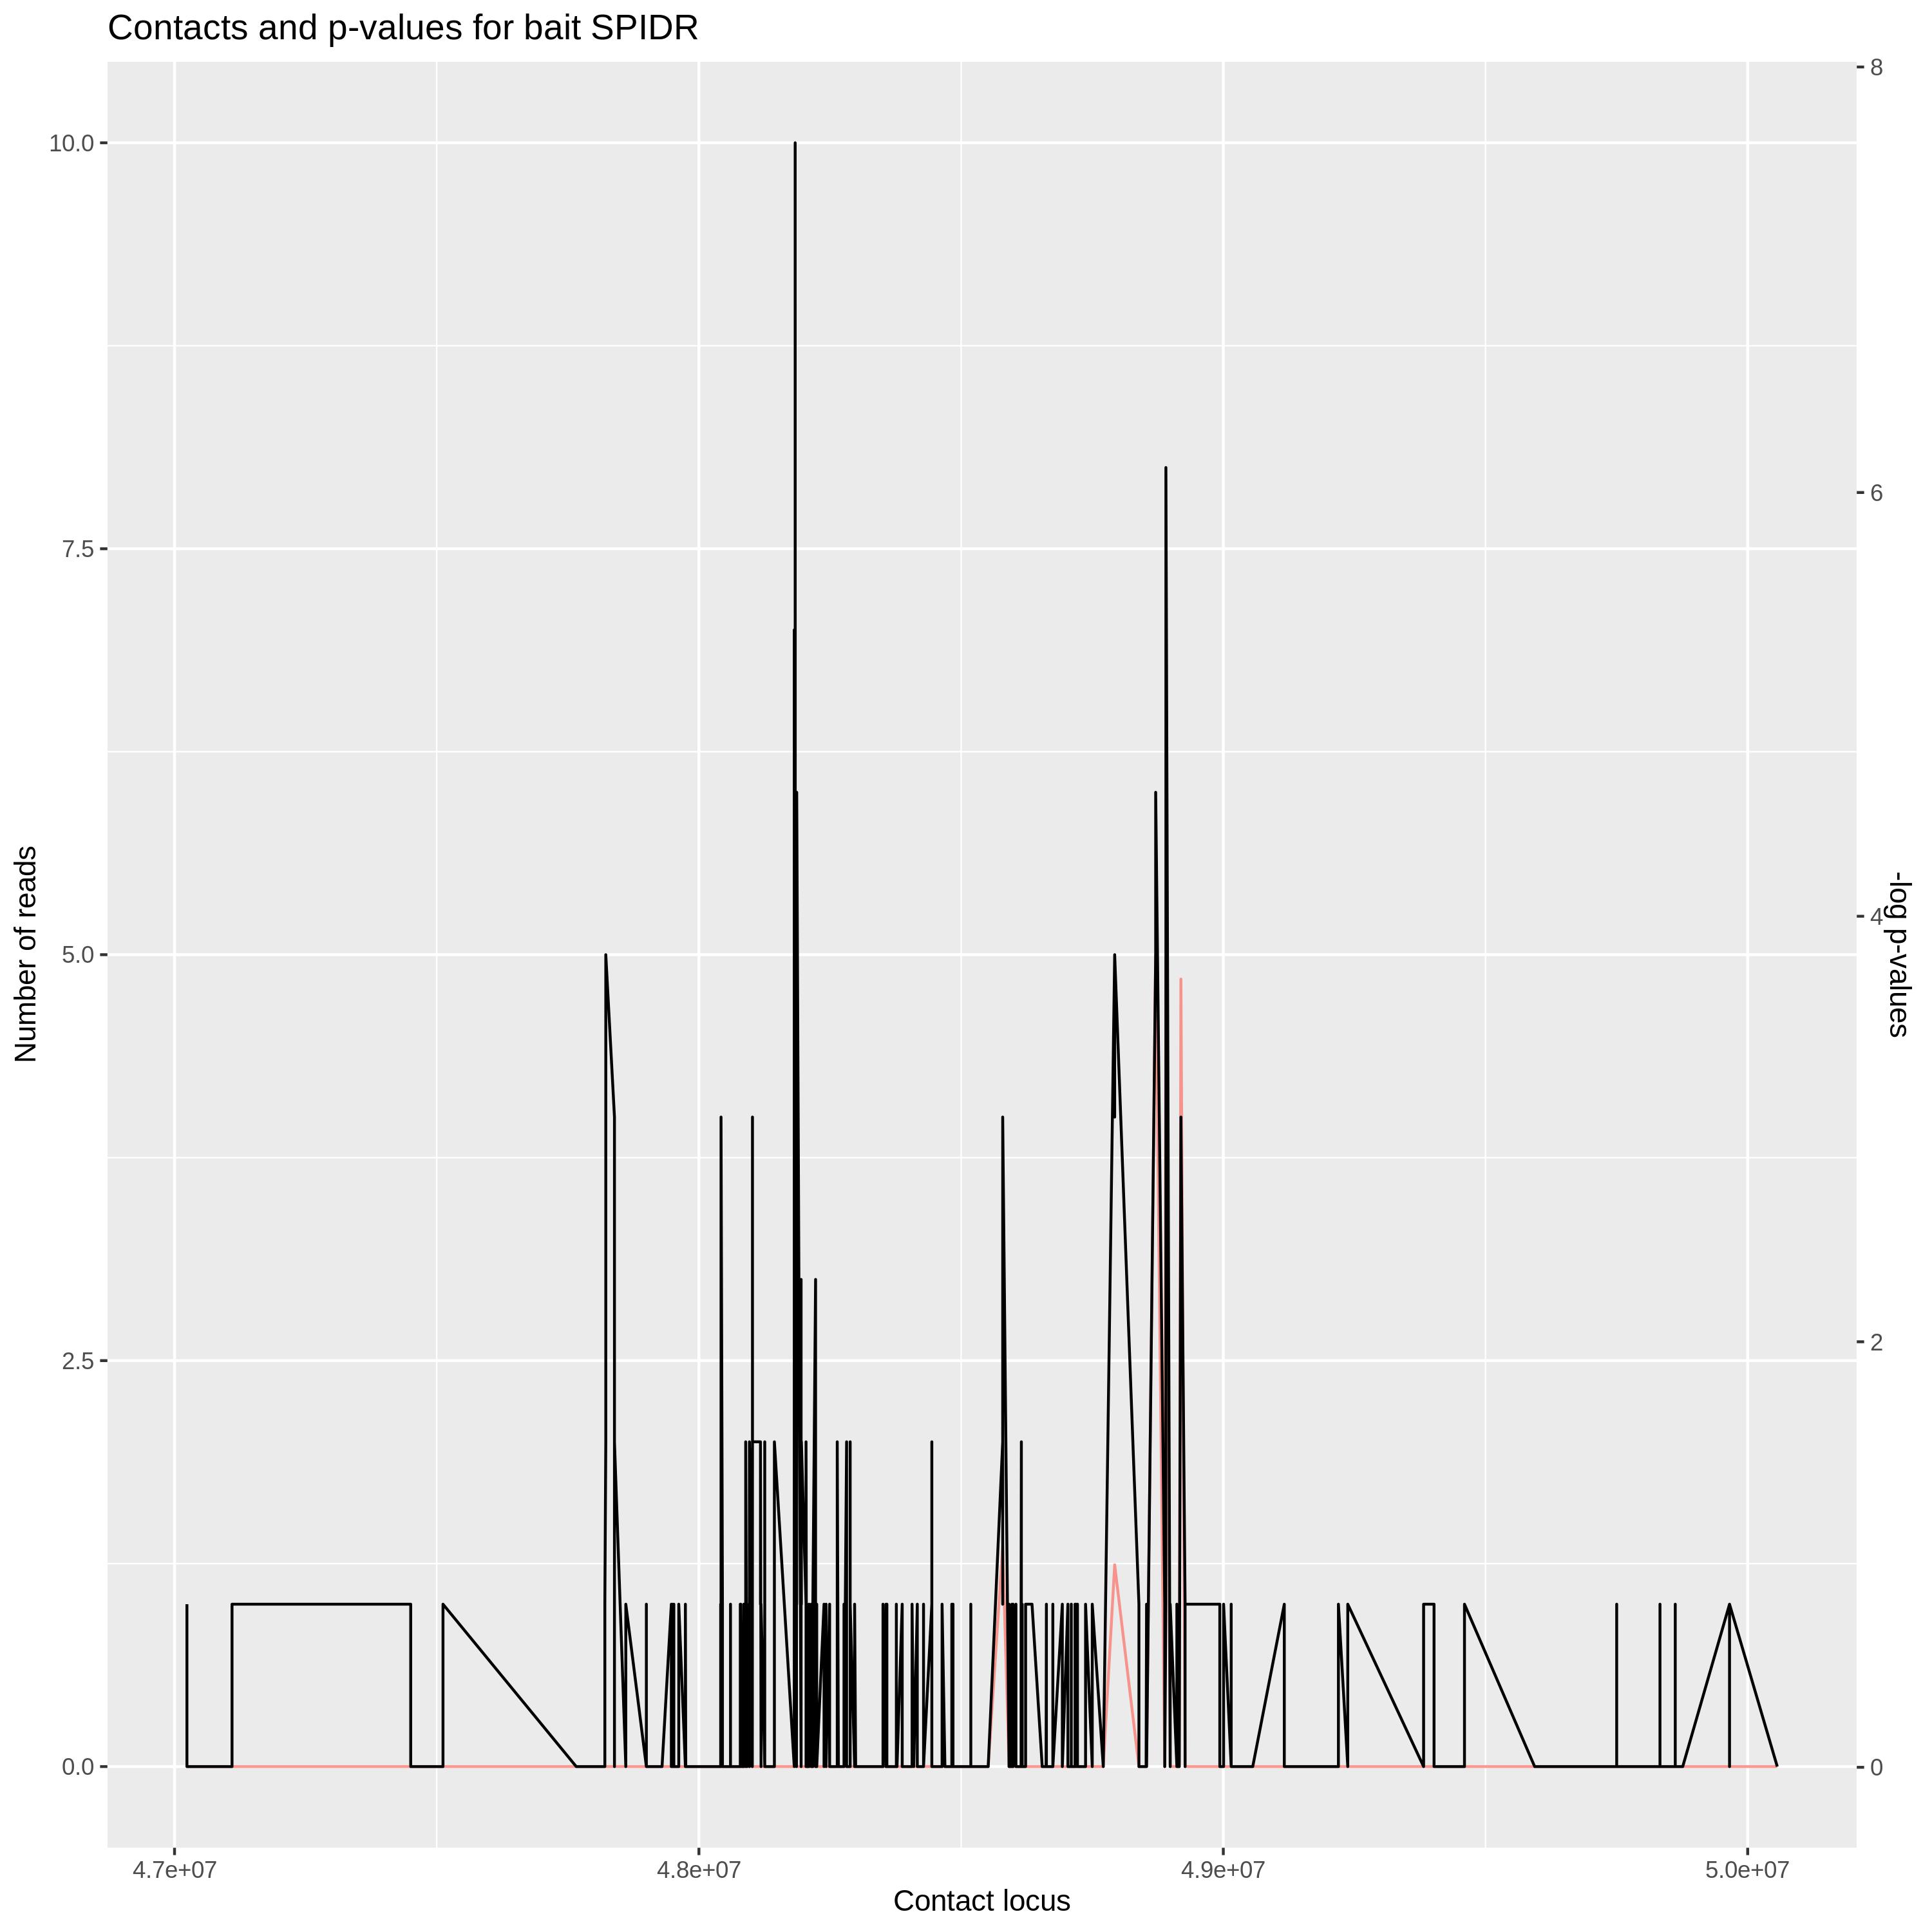 Contacts and p-values for bait SPIDR
10.0
7.5
5.0
2.5
0.0
Number of reads
8
6
4
2
0
-log p-values
4.7e+07
4.8e+07
4.9e+07
5.0e+07
Contact locus